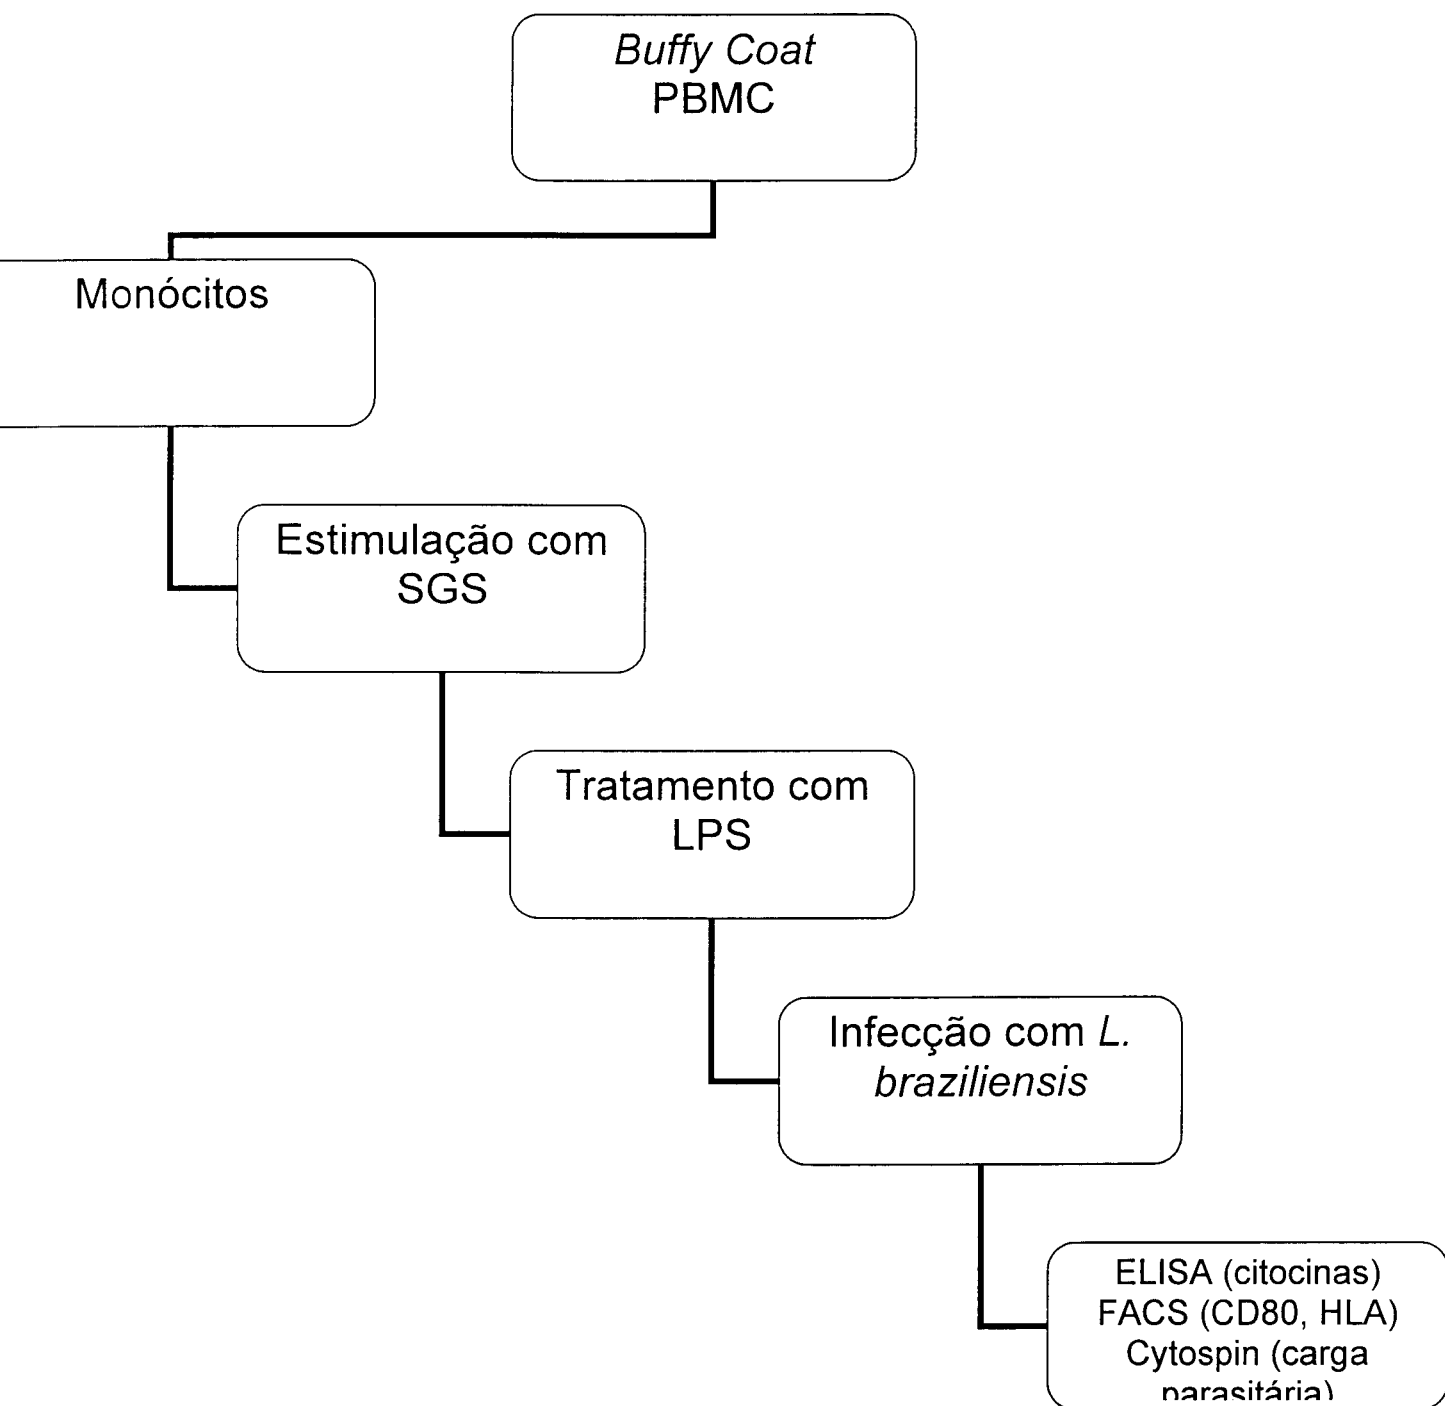 Buffy Coat
PBMC
Monócitos
Estimulação com
SGS
Tratamento com
LPS
Infecção com L.
braziliensis
ELISA (citocinas)
FACS (CD80, HLA)
Cytospin (carga
parasitária)